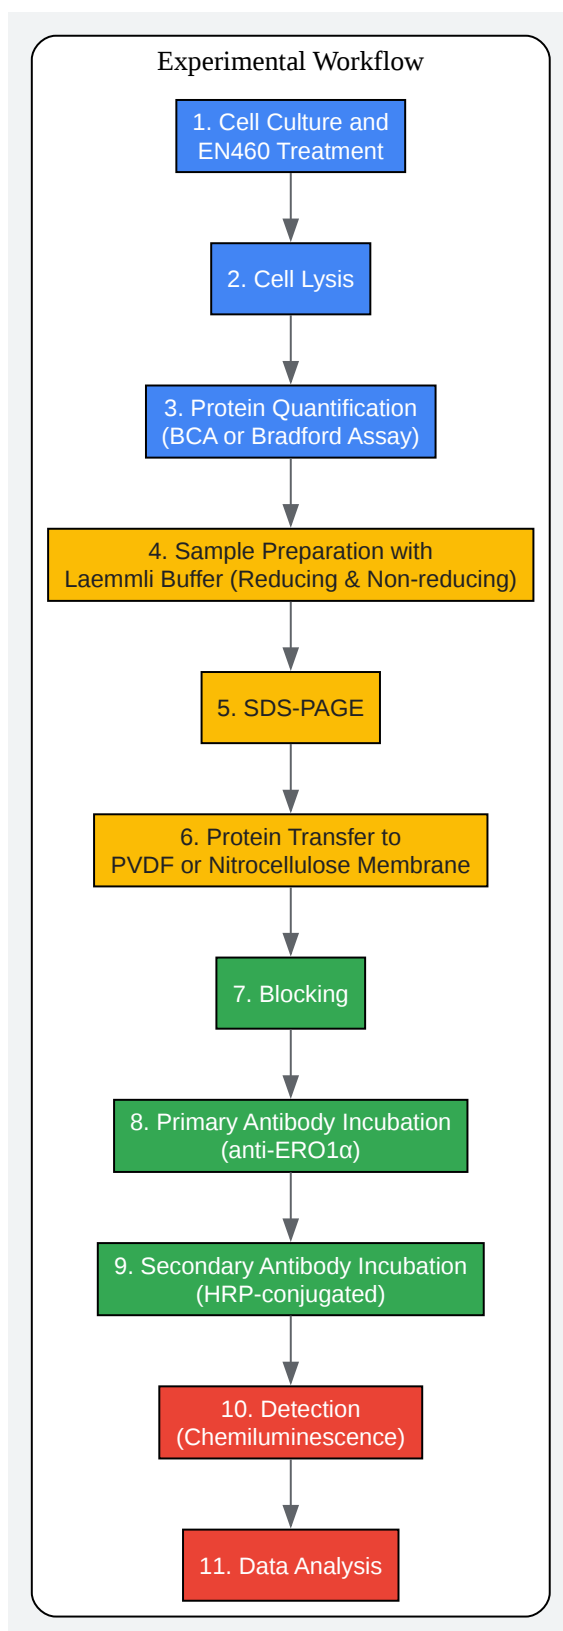 Experimental Workflow
1. Cell Culture and
EN460 Treatment
2. Cell Lysis
3. Protein Quantification
(BCA or Bradford Assay)
4. Sample Preparation with
Laemmli Buffer (Reducing & Non-reducing)
5. SDS-PAGE
6. Protein Transfer to
PVDF or Nitrocellulose Membrane
7. Blocking
8. Primary Antibody Incubation
(anti-ERO1α)
9. Secondary Antibody Incubation
(HRP-conjugated)
10. Detection
(Chemiluminescence)
11. Data Analysis